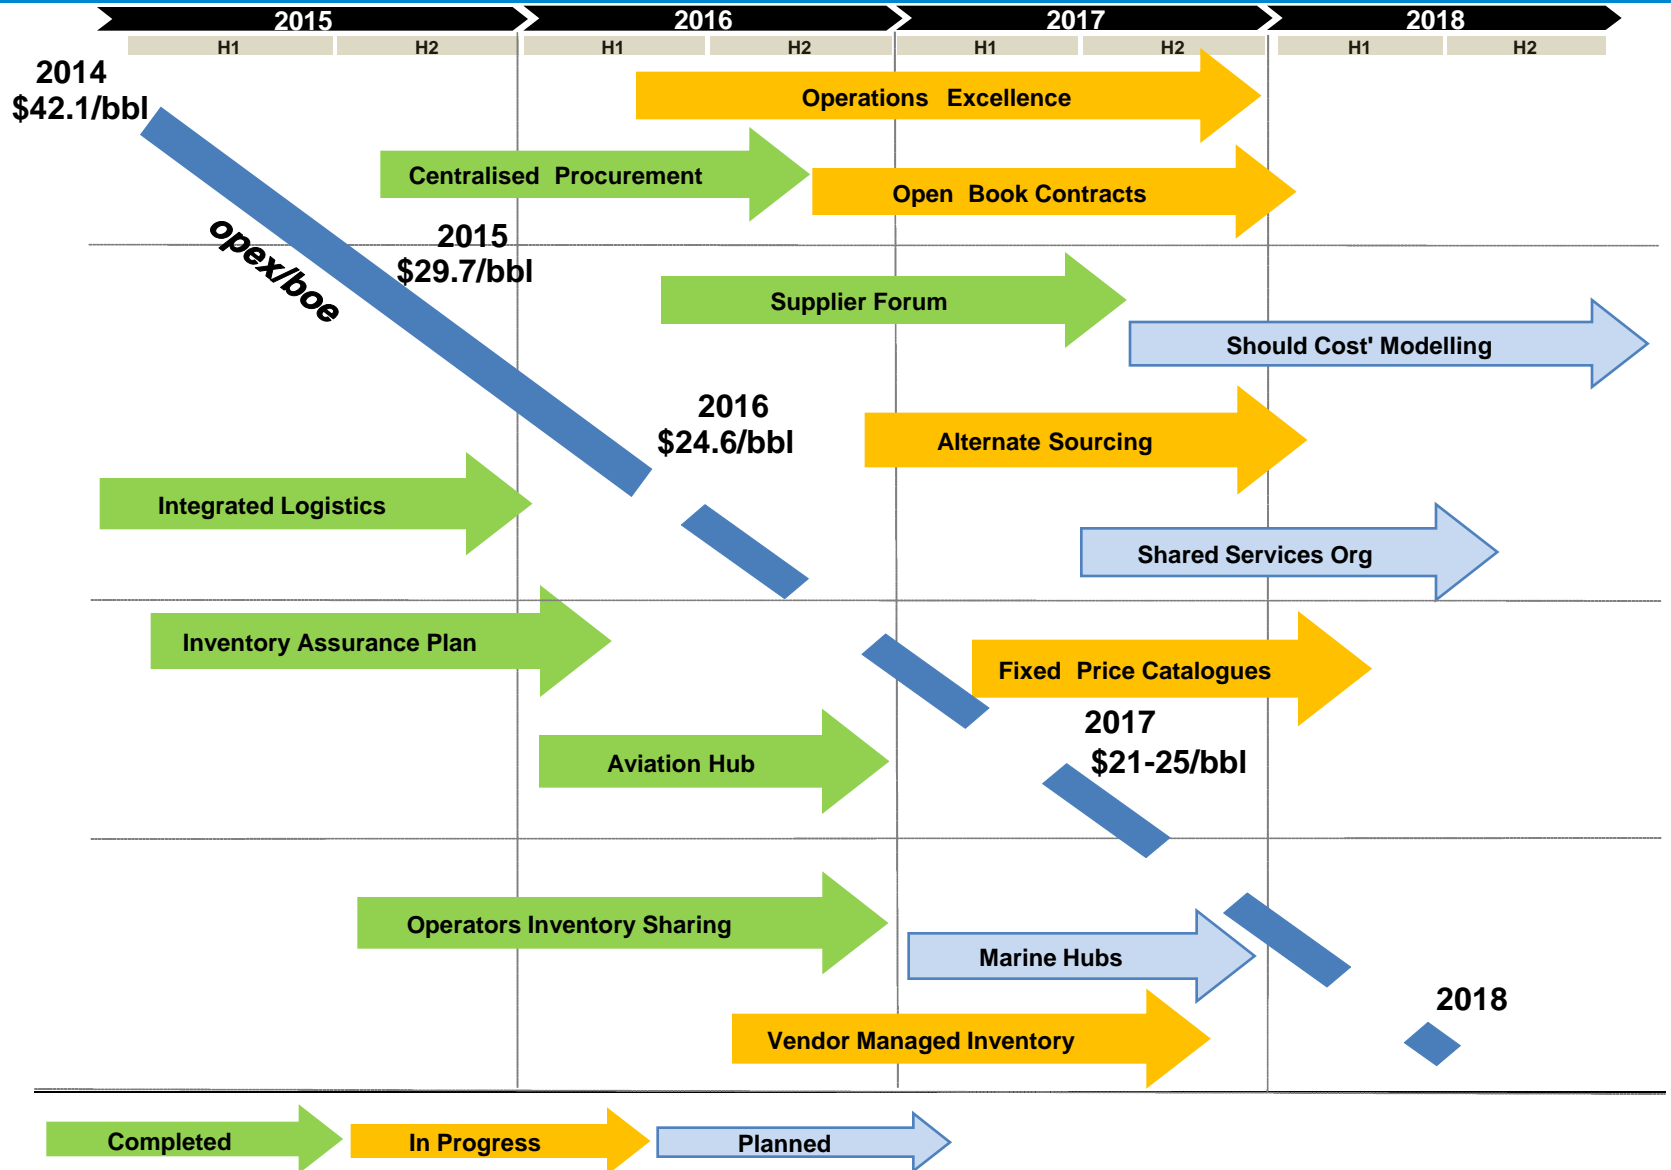 2015 2016 2017 2018
H1 H2 H1 H2 H1 H2 H1 H2
2014
$42.1/bbl
Operations Excellence
Centralised Procurement
Open Book Contracts
opex/boe
2015
$29.7/bbl
Supplier Forum
Should Cost' Modelling
2016
$24.6/bbl
Alternate Sourcing
Integrated Logistics
Shared Services Org
Inventory Assurance Plan
Fixed Price Catalogues
2017
$21-25/bbl
Aviation Hub
Operators Inventory Sharing
Marine Hubs
2018
Vendor Managed Inventory
Completed In Progress Planned